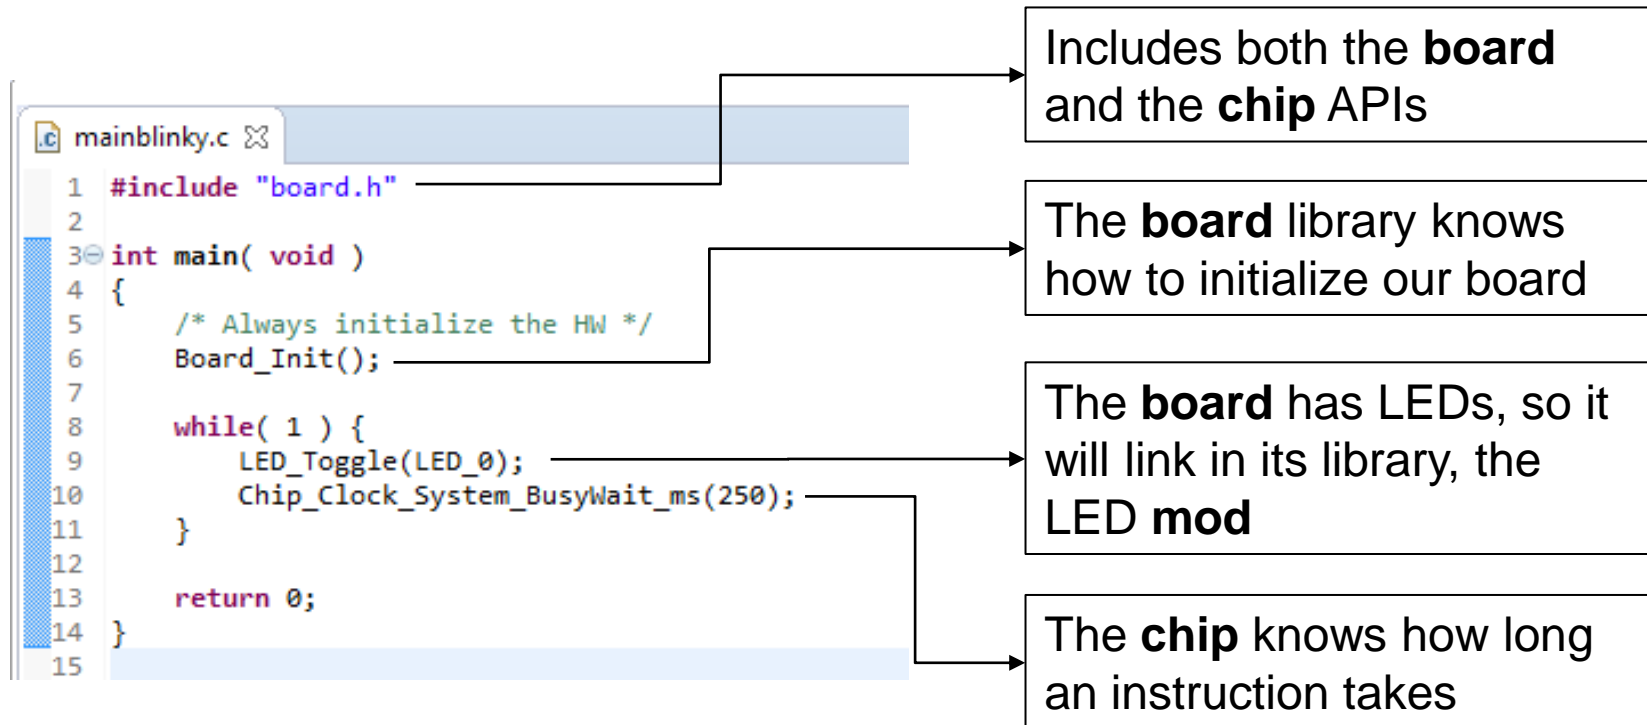 mainblinky.c
1 #include "board.h"
2
3 int main( void )
4 {
5 /* Always initialize the HW */
6 Board_Init();
7
8 while( 1 ) {
9 LED_Toggle(LED_0);
10 Chip_Clock_System_BusyWait_ms(250);
11 }
12
13 return 0;
14 }
15
Includes both the board
and the chip APIs
The board library knows
how to initialize our board
The board has LEDs, so it
will link in its library, the
LED mod
The chip knows how long
an instruction takes